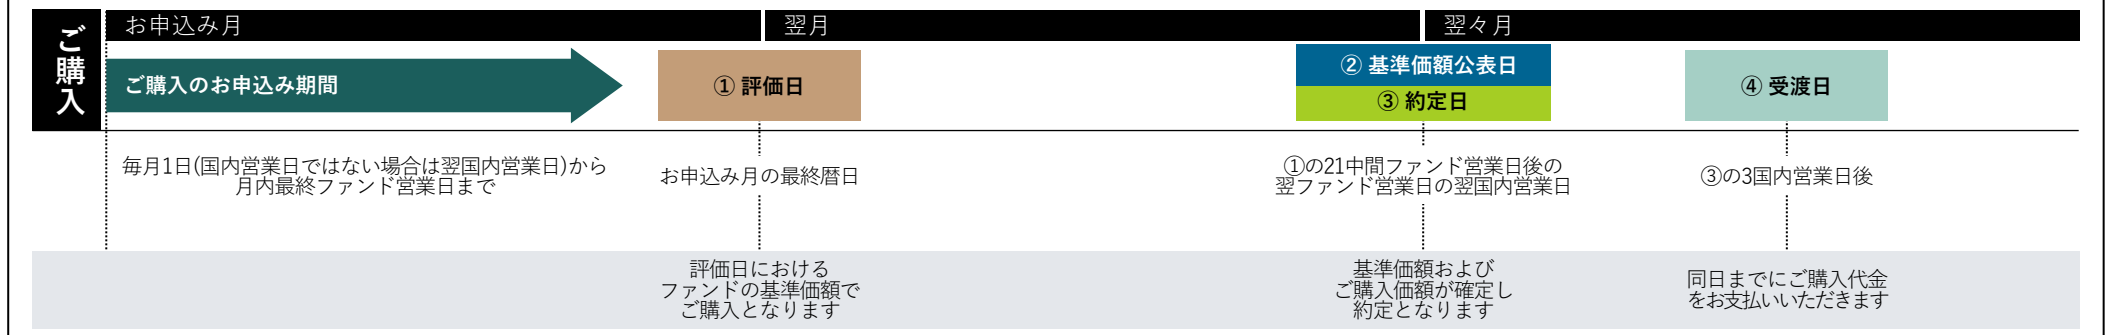 ご購入
お申込み月
翌月
翌々月
ご購入のお申込み期間
① 評価日
② 基準価額公表日
③ 約定日
④ 受渡日
毎月1日(国内営業日ではない場合は翌国内営業日)から
月内最終ファンド営業日まで
お申込み月の最終暦日
①の21中間ファンド営業日後の
翌ファンド営業日の翌国内営業日
③の3国内営業日後
評価日における
ファンドの基準価額で
ご購入となります
基準価額および
ご購入価額が確定し
約定となります
同日までにご購入代金
をお支払いいただきます